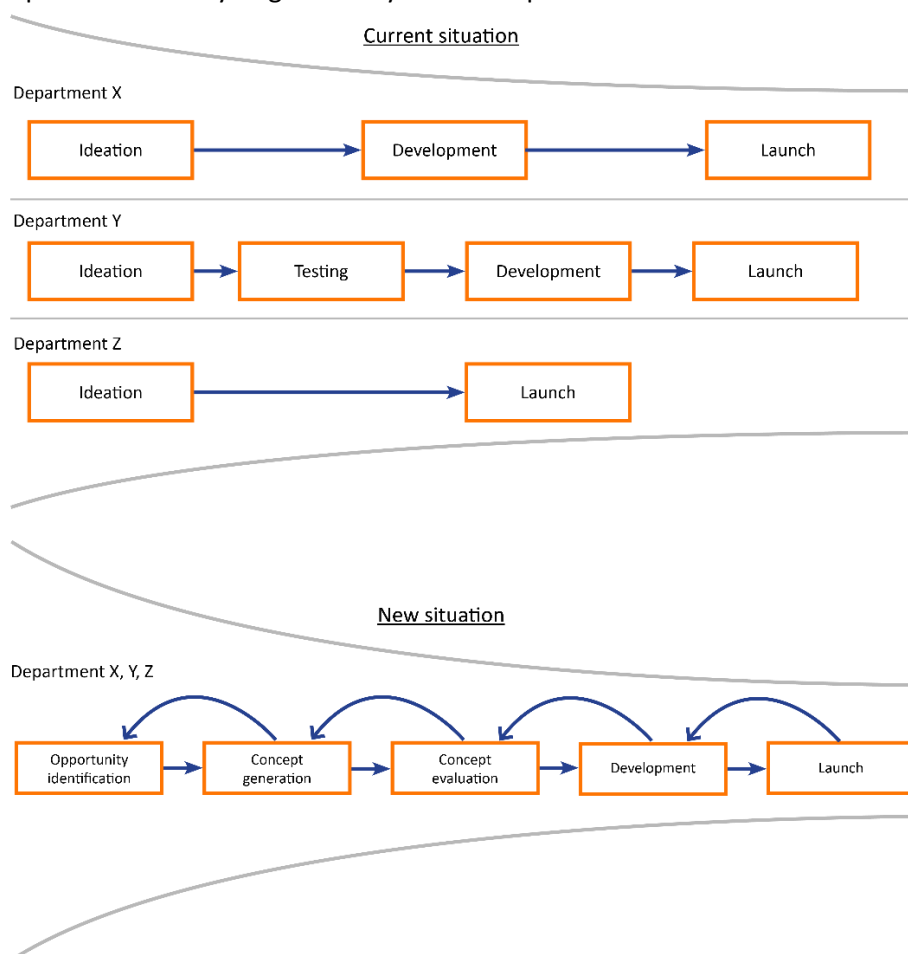 Current situation
Department X
Ideation
Development
Launch
Department Y
Ideation
Testing
Development
Launch
Department Z
Ideation
Launch
New situation
Department X, Y, Z
Opportunity
identification
Concept
generation
Concept
evaluation
Development
Launch